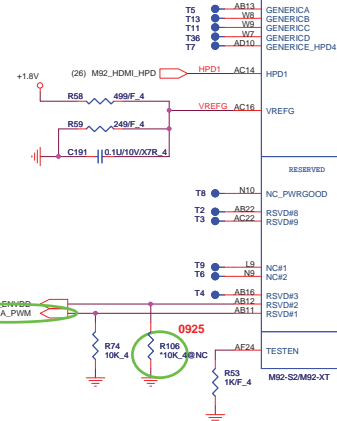 T5 AB13 GENERICA
T13 W8 GENERICB
T11 W9 GENERICC
T36 W7 GENERICD
T7 AD10 GENERICE_HPD4
+1.8V (26) M92_HDMI_HPD HPD1 AC14 HPD1
R58 499/F_4
VREFG AC16 VREFG
R59 249/F_4
C191 0.1U/10V/X7R_4
RESERVED
T8 N10 NC_PWRGOOD
T2 AB22 RSVD#8
T3 AC22 RSVD#9
T9 L9 NC#1
T6 N9 NC#2
T4 AB16 RSVD#3
ENVDD AB12 RSVD#2
A_PWM AB11 RSVD#1
0925
R74 R106 AF24 TESTEN
10K_4 *10K_4@NC
R53 M92-S2/M92-XT
1K/F_4